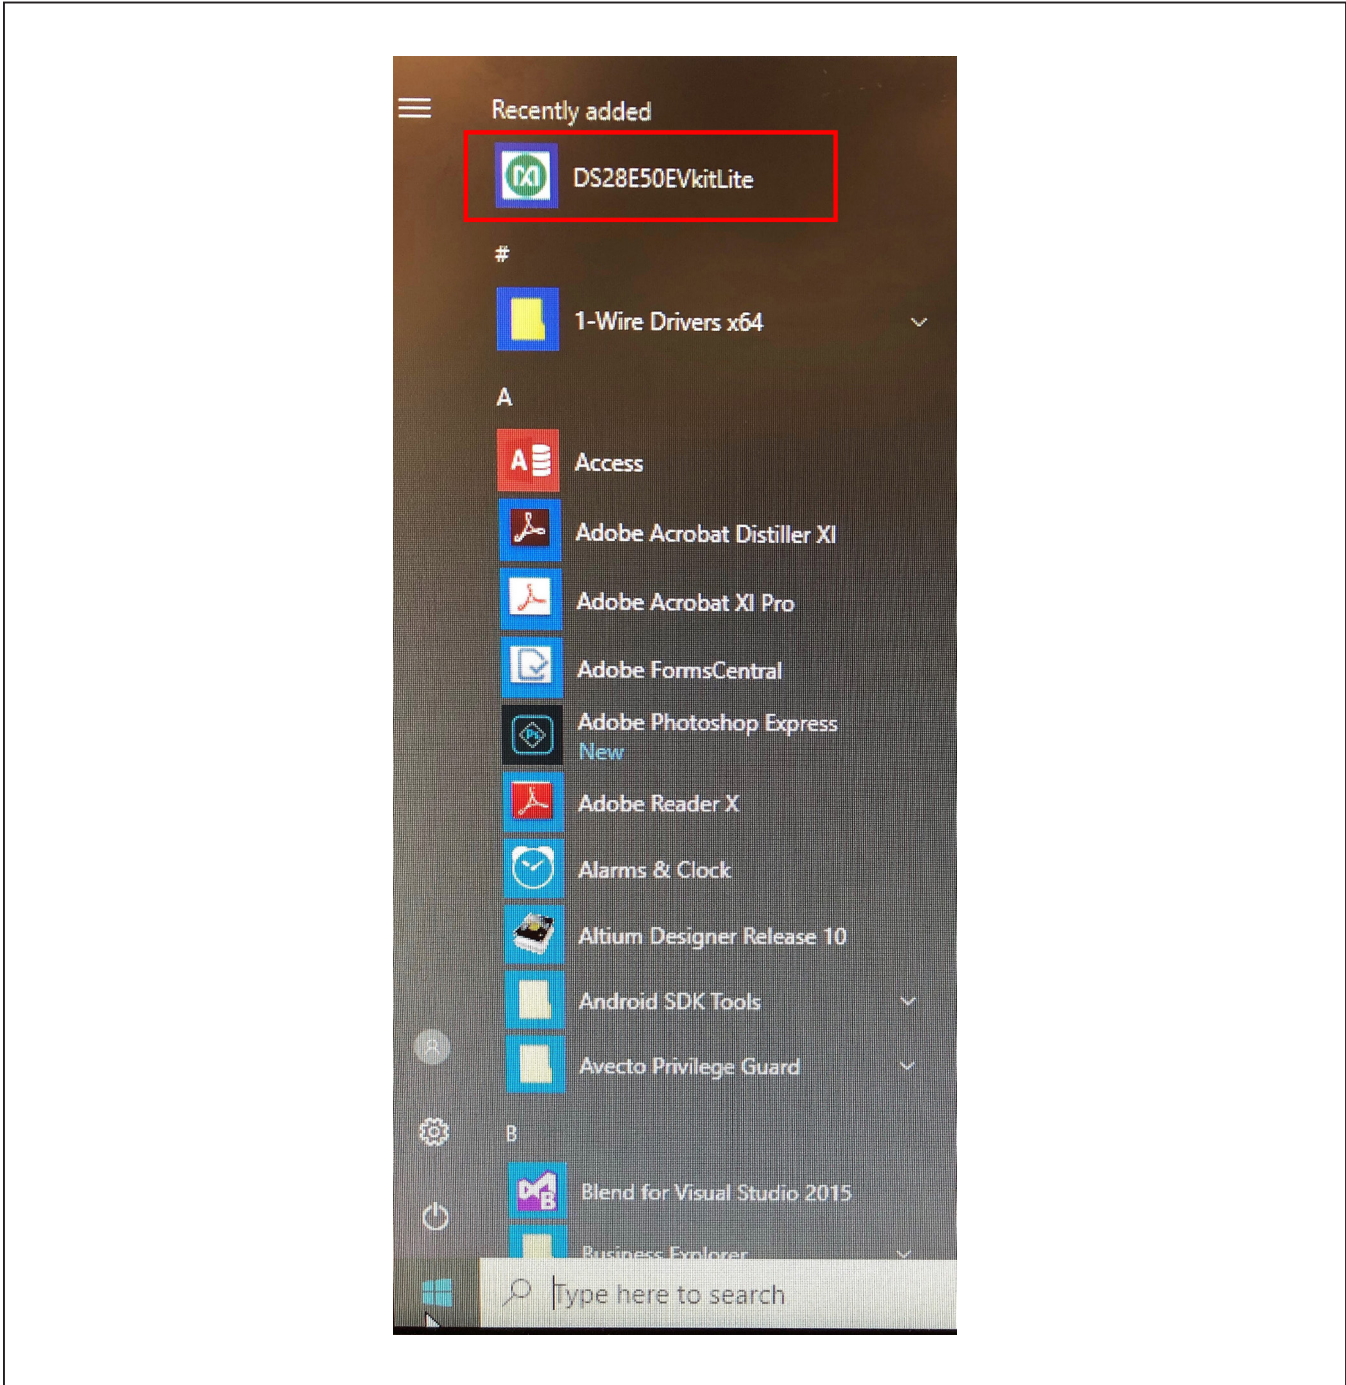 Recently added
DS28E50EVkitLite
#
1-Wire Drivers x64
A
Access
Adobe Acrobat Distiller XI
Adobe Acrobat XI Pro
Adobe FormsCentral
Adobe Photoshop Express
New
Adobe Reader X
Alarms & Clock
Altium Designer Release 10
Android SDK Tools
Avecto Privilege Guard
B
Blend for Visual Studio 2015
Business Explorer
Type here to search